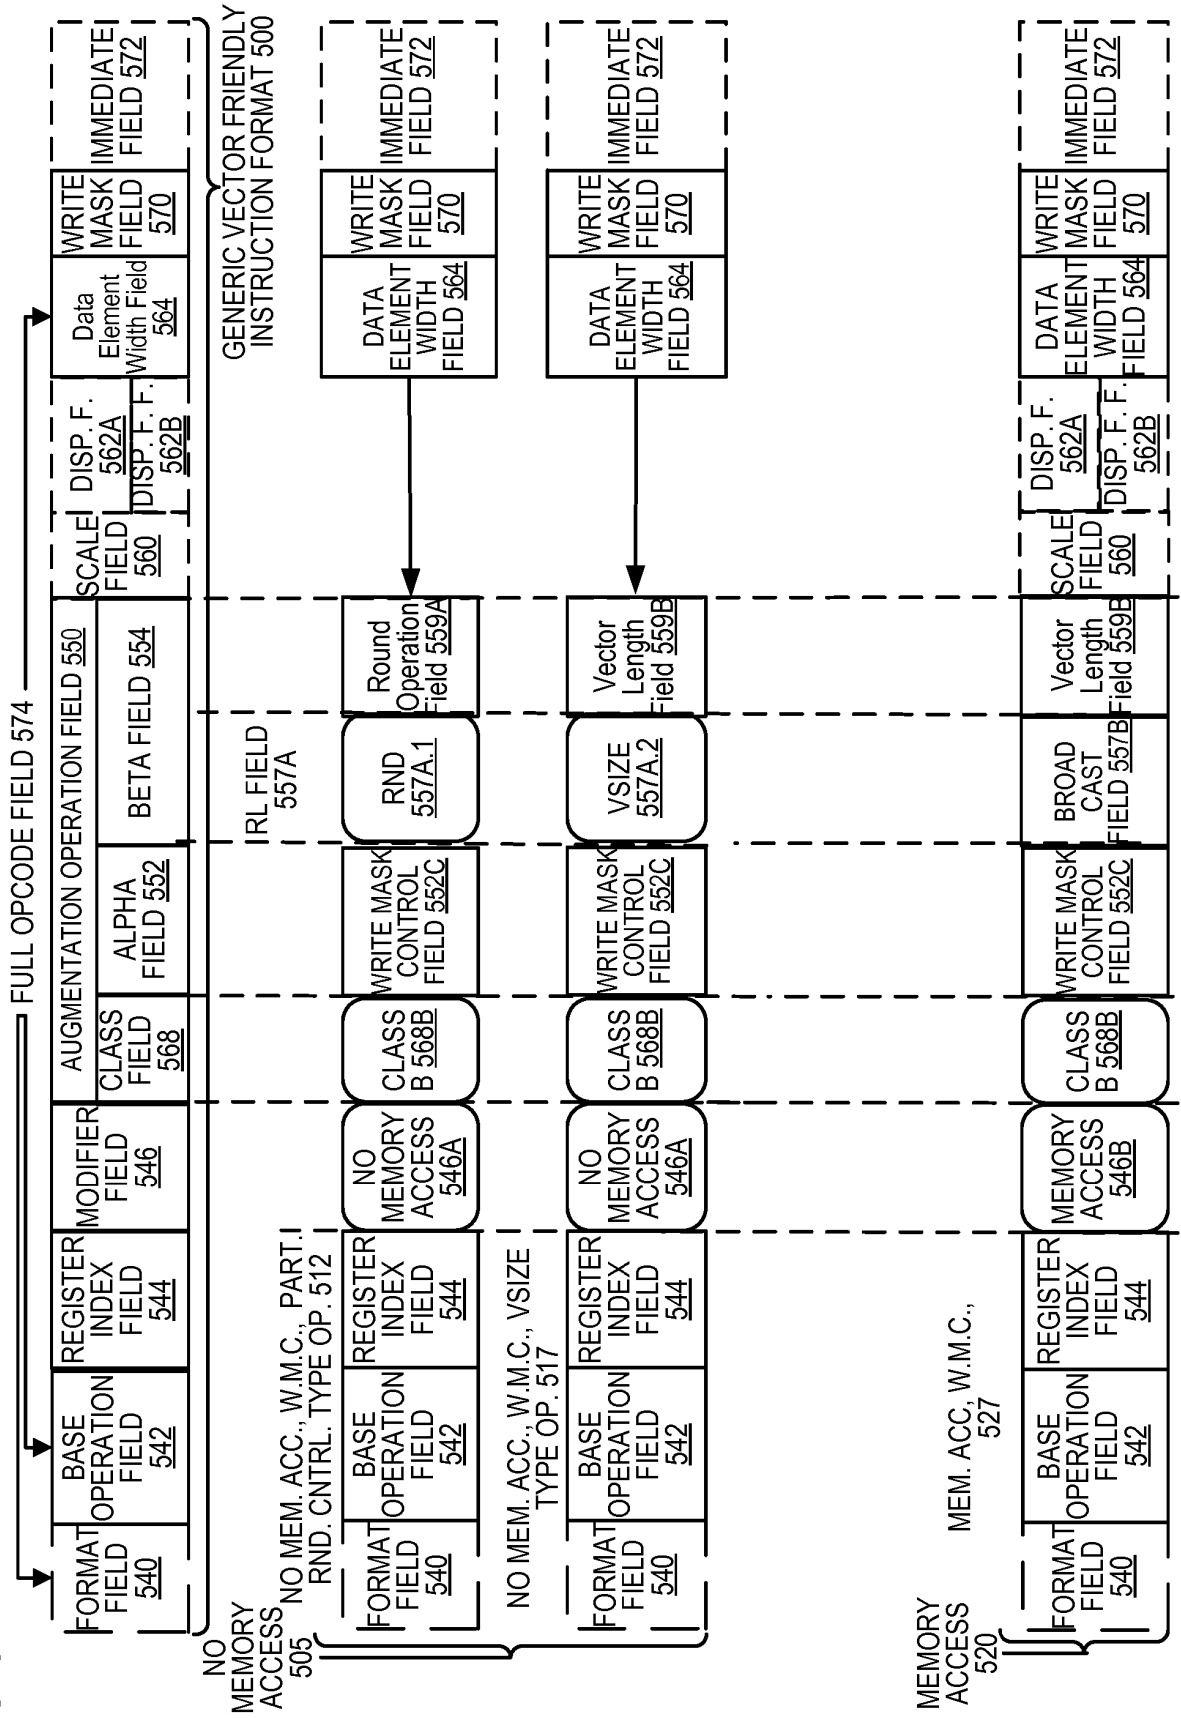 FULL OPCODE FIELD 574
FORMAT
FIELD
540
BASE
OPERATION
FIELD
542
REGISTER
INDEX
FIELD
544
MODIFIER
FIELD
546
AUGMENTATION OPERATION FIELD 550
CLASS
FIELD
568
ALPHA
FIELD 552
BETA FIELD 554
SCALE
FIELD
560
DISP. F.
562A
DISP. F. F.
562B
Data
Element
Width Field
564
WRITE
MASK
FIELD
570
IMMEDIATE
FIELD 572
GENERIC VECTOR FRIENDLY
INSTRUCTION FORMAT 500
NO
MEMORY
ACCESS
505
RL FIELD
557A
NO MEM. ACC., W.M.C., PART.
RND. CNTRL. TYPE OP. 512
FORMAT
FIELD
540
BASE
OPERATION
FIELD
542
REGISTER
INDEX
FIELD
544
NO
MEMORY
ACCESS
546A
CLASS
B 568B
WRITE MASK
CONTROL
FIELD 552C
RND
557A.1
Round
Operation
Field 559A
DATA
ELEMENT
WIDTH
FIELD 564
WRITE
MASK
FIELD
570
IMMEDIATE
FIELD 572
NO MEM. ACC., W.M.C., VSIZE
TYPE OP. 517
FORMAT
FIELD
540
BASE
OPERATION
FIELD
542
REGISTER
INDEX
FIELD
544
NO
MEMORY
ACCESS
546A
CLASS
B 568B
WRITE MASK
CONTROL
FIELD 552C
VSIZE
557A.2
Vector
Length
Field 559B
DATA
ELEMENT
WIDTH
FIELD 564
WRITE
MASK
FIELD
570
IMMEDIATE
FIELD 572
MEMORY
ACCESS
520
MEM. ACC, W.M.C.,
527
FORMAT
FIELD
540
BASE
OPERATION
FIELD
542
REGISTER
INDEX
FIELD
544
MEMORY
ACCESS
546B
CLASS
B 568B
WRITE MASK
CONTROL
FIELD 552C
BROAD
CAST
FIELD 557B
Vector
Length
Field 559B
SCALE
FIELD
560
DISP. F.
562A
DISP. F. F.
562B
DATA
ELEMENT
WIDTH
FIELD 564
WRITE
MASK
FIELD
570
IMMEDIATE
FIELD 572